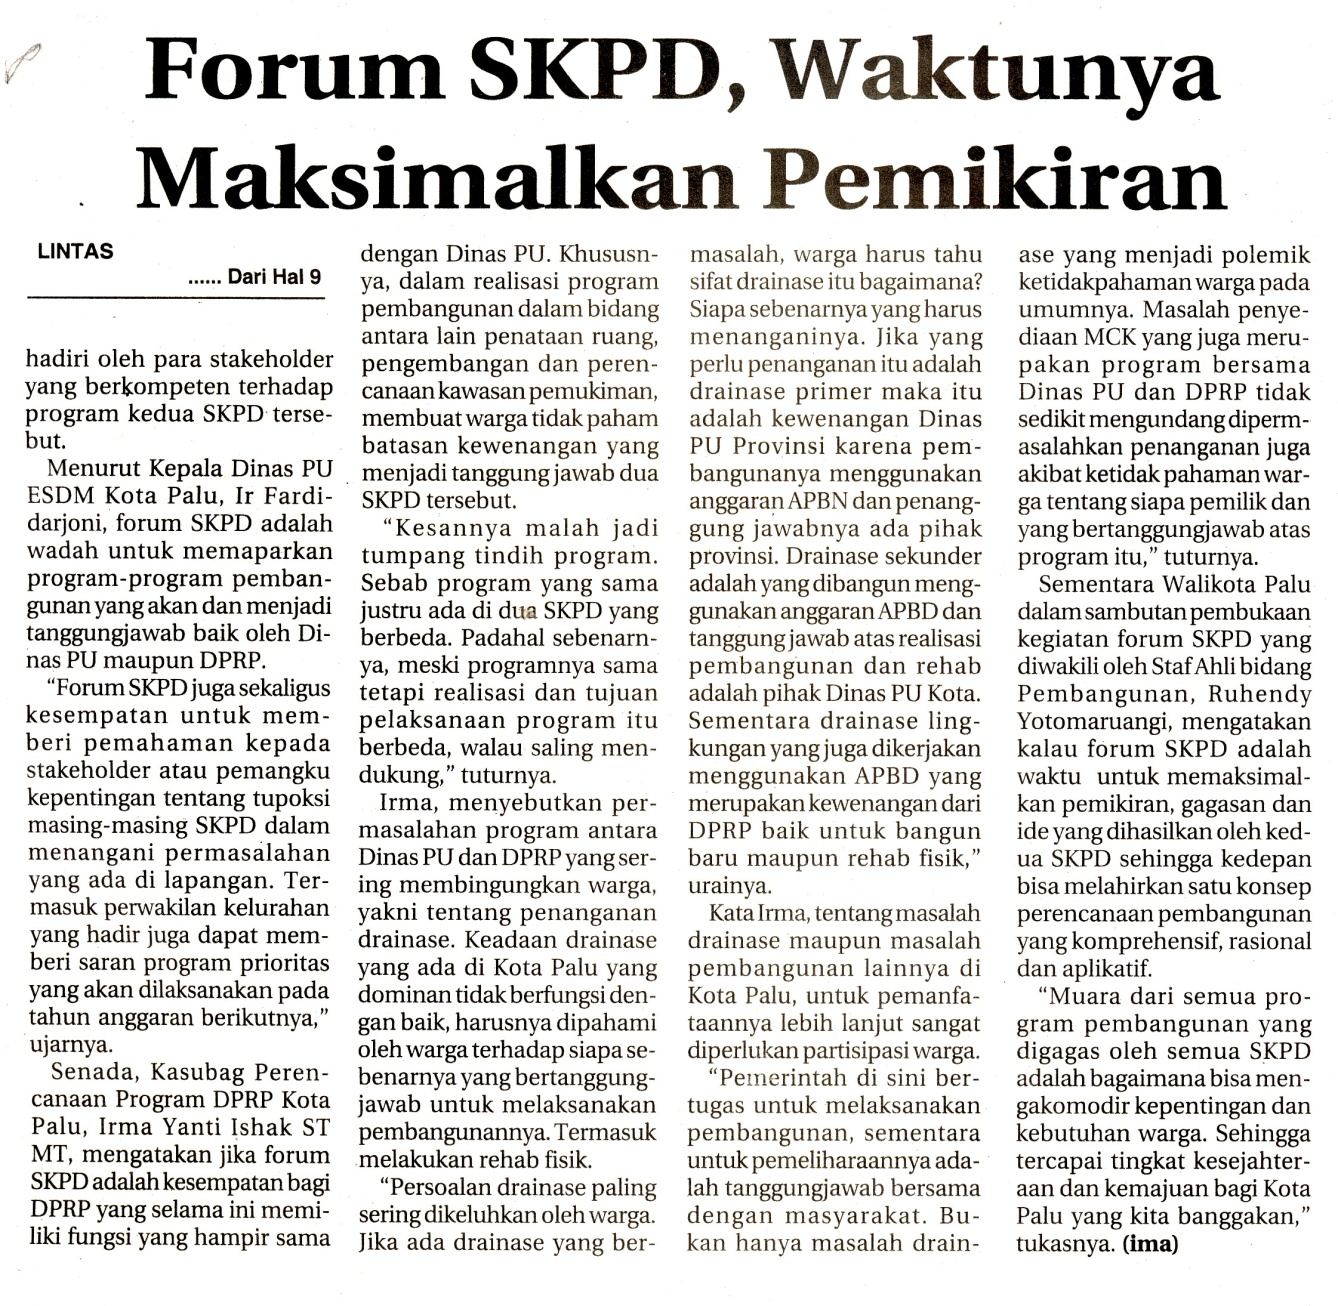 Forum SKPD, Waktunya
Maksimalkan Pemikiran
LINTAS
...... Dari Hal 9
hadiri oleh para stakeholder
yang berkompeten terhadap
program kedua SKPD terse-
but.
Menurut Kepala Dinas PU
ESDM Kota Palu, Ir Fardi-
darjoni, forum SKPD adalah
wadah untuk memaparkan
program-program pemban-
gunan yang akan dan menjadi
tanggungjawab baik oleh Di-
nas PU maupun DPRP.
“Forum SKPD juga sekaligus
kesempatan untuk mem-
beri pemahaman kepada
stakeholder atau pemangku
kepentingan tentang tupoksi
masing-masing SKPD dalam
menangani permasalahan
yang ada di lapangan. Ter-
masuk perwakilan kelurahan
yang hadir juga dapat mem-
beri saran program prioritas
yang akan dilaksanakan pada
tahun anggaran berikutnya,”
ujarnya.
Senada, Kasubag Peren-
canaan Program DPRP Kota
Palu, Irma Yanti Ishak ST
MT, mengatakan jika forum
SKPD adalah kesempatan bagi
DPRP yang selama ini memi-
liki fungsi yang hampir sama
dengan Dinas PU. Khususn-
ya, dalam realisasi program
pembangunan dalam bidang
antara lain penataan ruang,
pengembangan dan peren-
canaan kawasan pemukiman,
membuat warga tidak paham
batasan kewenangan yang
menjadi tanggung jawab dua
SKPD tersebut.
“Kesannya malah jadi
tumpang tindih program.
Sebab program yang sama
justru ada di dua SKPD yang
berbeda. Padahal sebenarn-
ya, meski programnya sama
tetapi realisasi dan tujuan
pelaksanaan program itu
berbeda, walau saling men-
dukung,” tuturnya.
Irma, menyebutkan per-
masalahan program antara
Dinas PU dan DPRP yang ser-
ing membingungkan warga,
yakni tentang penanganan
drainase. Keadaan drainase
yang ada di Kota Palu yang
dominan tidak berfungsi den-
gan baik, harusnya dipahami
oleh warga terhadap siapa se-
benarnya yang bertanggung-
jawab untuk melaksanakan
pembangunannya. Termasuk
melakukan rehab fisik.
“Persoalan drainase paling
sering dikeluhkan oleh warga.
Jika ada drainase yang ber-
masalah, warga harus tahu
sifat drainase itu bagaimana?
Siapa sebenarnya yang harus
menanganinya. Jika yang
perlu penanganan itu adalah
drainase primer maka itu
adalah kewenangan Dinas
PU Provinsi karena pem-
bangunanya menggunakan
anggaran APBN dan penang-
gung jawabnya ada pihak
provinsi. Drainase sekunder
adalah yang dibangun meng-
gunakan anggaran APBD dan
tanggung jawab atas realisasi
pembangunan dan rehab
adalah pihak Dinas PU Kota.
Sementara drainase ling-
kungan yang juga dikerjakan
menggunakan APBD yang
merupakan kewenangan dari
DPRP baik untuk bangun
baru maupun rehab fisik,”
urainya.
Kata Irma, tentang masalah
drainase maupun masalah
pembangunan lainnya di
Kota Palu, untuk pemanfa-
taannya lebih lanjut sangat
diperlukan partisipasi warga.
“Pemerintah di sini ber-
tugas untuk melaksanakan
pembangunan, sementara
untuk pemeliharaannya ada-
lah tanggungjawab bersama
dengan masyarakat. Bu-
kan hanya masalah drain-
ase yang menjadi polemik
ketidakpahaman warga pada
umumnya. Masalah penye-
diaan MCK yang juga meru-
pakan program bersama
Dinas PU dan DPRP tidak
sedikit mengundang diperm-
asalahkan penanganan juga
akibat ketidak pahaman war-
ga tentang siapa pemilik dan
yang bertanggungjawab atas
program itu,” tuturnya.
Sementara Walikota Palu
dalam sambutan pembukaan
kegiatan forum SKPD yang
diwakili oleh Staf Ahli bidang
Pembangunan, Ruhendy
Yotomaruangi, mengatakan
kalau forum SKPD adalah
waktu untuk memaksimal-
kan pemikiran, gagasan dan
ide yang dihasilkan oleh ked-
ua SKPD sehingga kedepan
bisa melahirkan satu konsep
perencanaan pembangunan
yang komprehensif, rasional
dan aplikatif.
“Muara dari semua pro-
gram pembangunan yang
digagas oleh semua SKPD
adalah bagaimana bisa men-
gakomodir kepentingan dan
kebutuhan warga. Sehingga
tercapai tingkat kesejahter-
aan dan kemajuan bagi Kota
Palu yang kita banggakan,”
tukasnya. (ima)